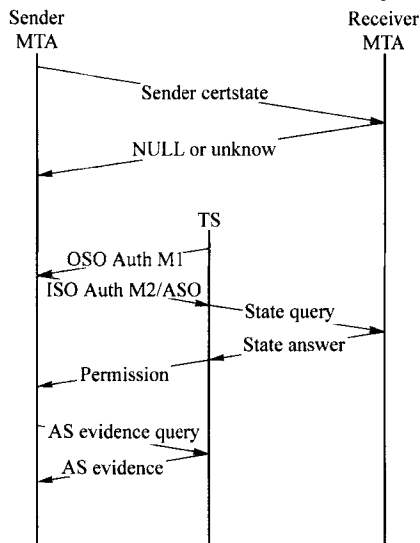 Sender
MTA
Receiver
MTA
Sender certstate
NULL or unknow
TS
OSO Auth M1
ISO Auth M2/ASO
State query
State answer
Permission
AS evidence query
AS evidence